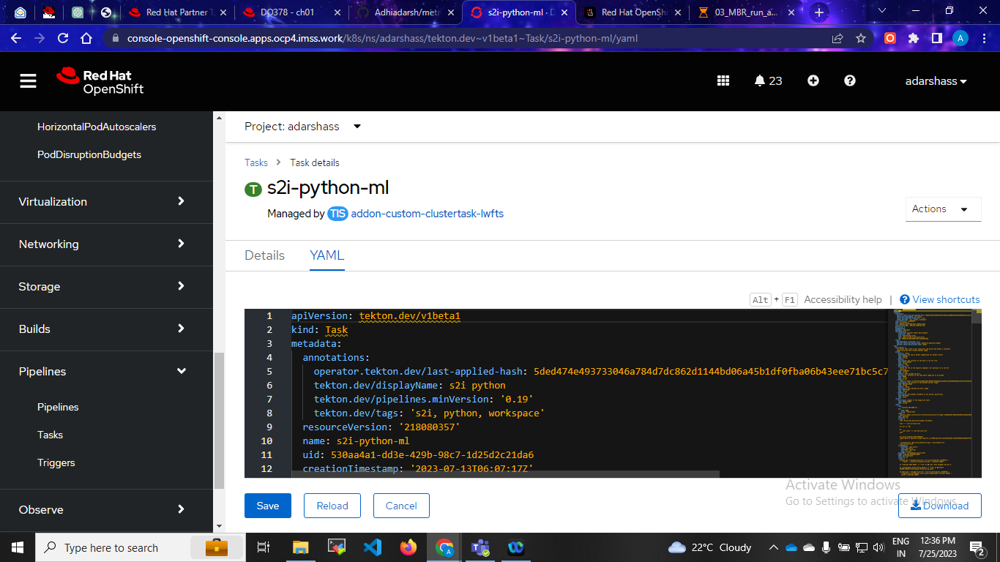 Red Hat Partner T
DO378 - ch01
Adhiadarsh/metr
s2i-python-ml · D
Red Hat OpenShi
03_MBR_run_a...
console-openshift-console.apps.ocp4.imss.work/k8s/ns/adarshass/tekton.dev~v1beta1~Task/s2i-python-ml/yaml
A
Red Hat
OpenShift
23
adarshass
HorizontalPodAutoscalers
PodDisruptionBudgets
Virtualization
Networking
Storage
Builds
Pipelines
Pipelines
Tasks
Triggers
Observe
Project: adarshass
Tasks > Task details
T s2i-python-ml
Managed by TIS addon-custom-clustertask-lwfts
Actions
Details YAML
Alt + F1 Accessibility help | View shortcuts
1 apiVersion: tekton.dev/v1beta1
2 kind: Task
3 metadata:
4 annotations:
5 operator.tekton.dev/last-applied-hash: 5ded474e493733046a784d7dc862d1144bd06a45b1df0fba06b43eee71bc5c7
6 tekton.dev/displayName: s2i python
7 tekton.dev/pipelines.minVersion: '0.19'
8 tekton.dev/tags: 's2i, python, workspace'
9 resourceVersion: '218080357'
10 name: s2i-python-ml
11 uid: 530aa4a1-dd3e-429b-98c7-1d25d2c21da6
12 creationTimestamp: '2023-07-13T06:07:17Z'
Save Reload Cancel Download
Activate Windows
Go to Settings to activate Windows.
Type here to search
22°C Cloudy
ENG
IN
12:36 PM
7/25/2023
2